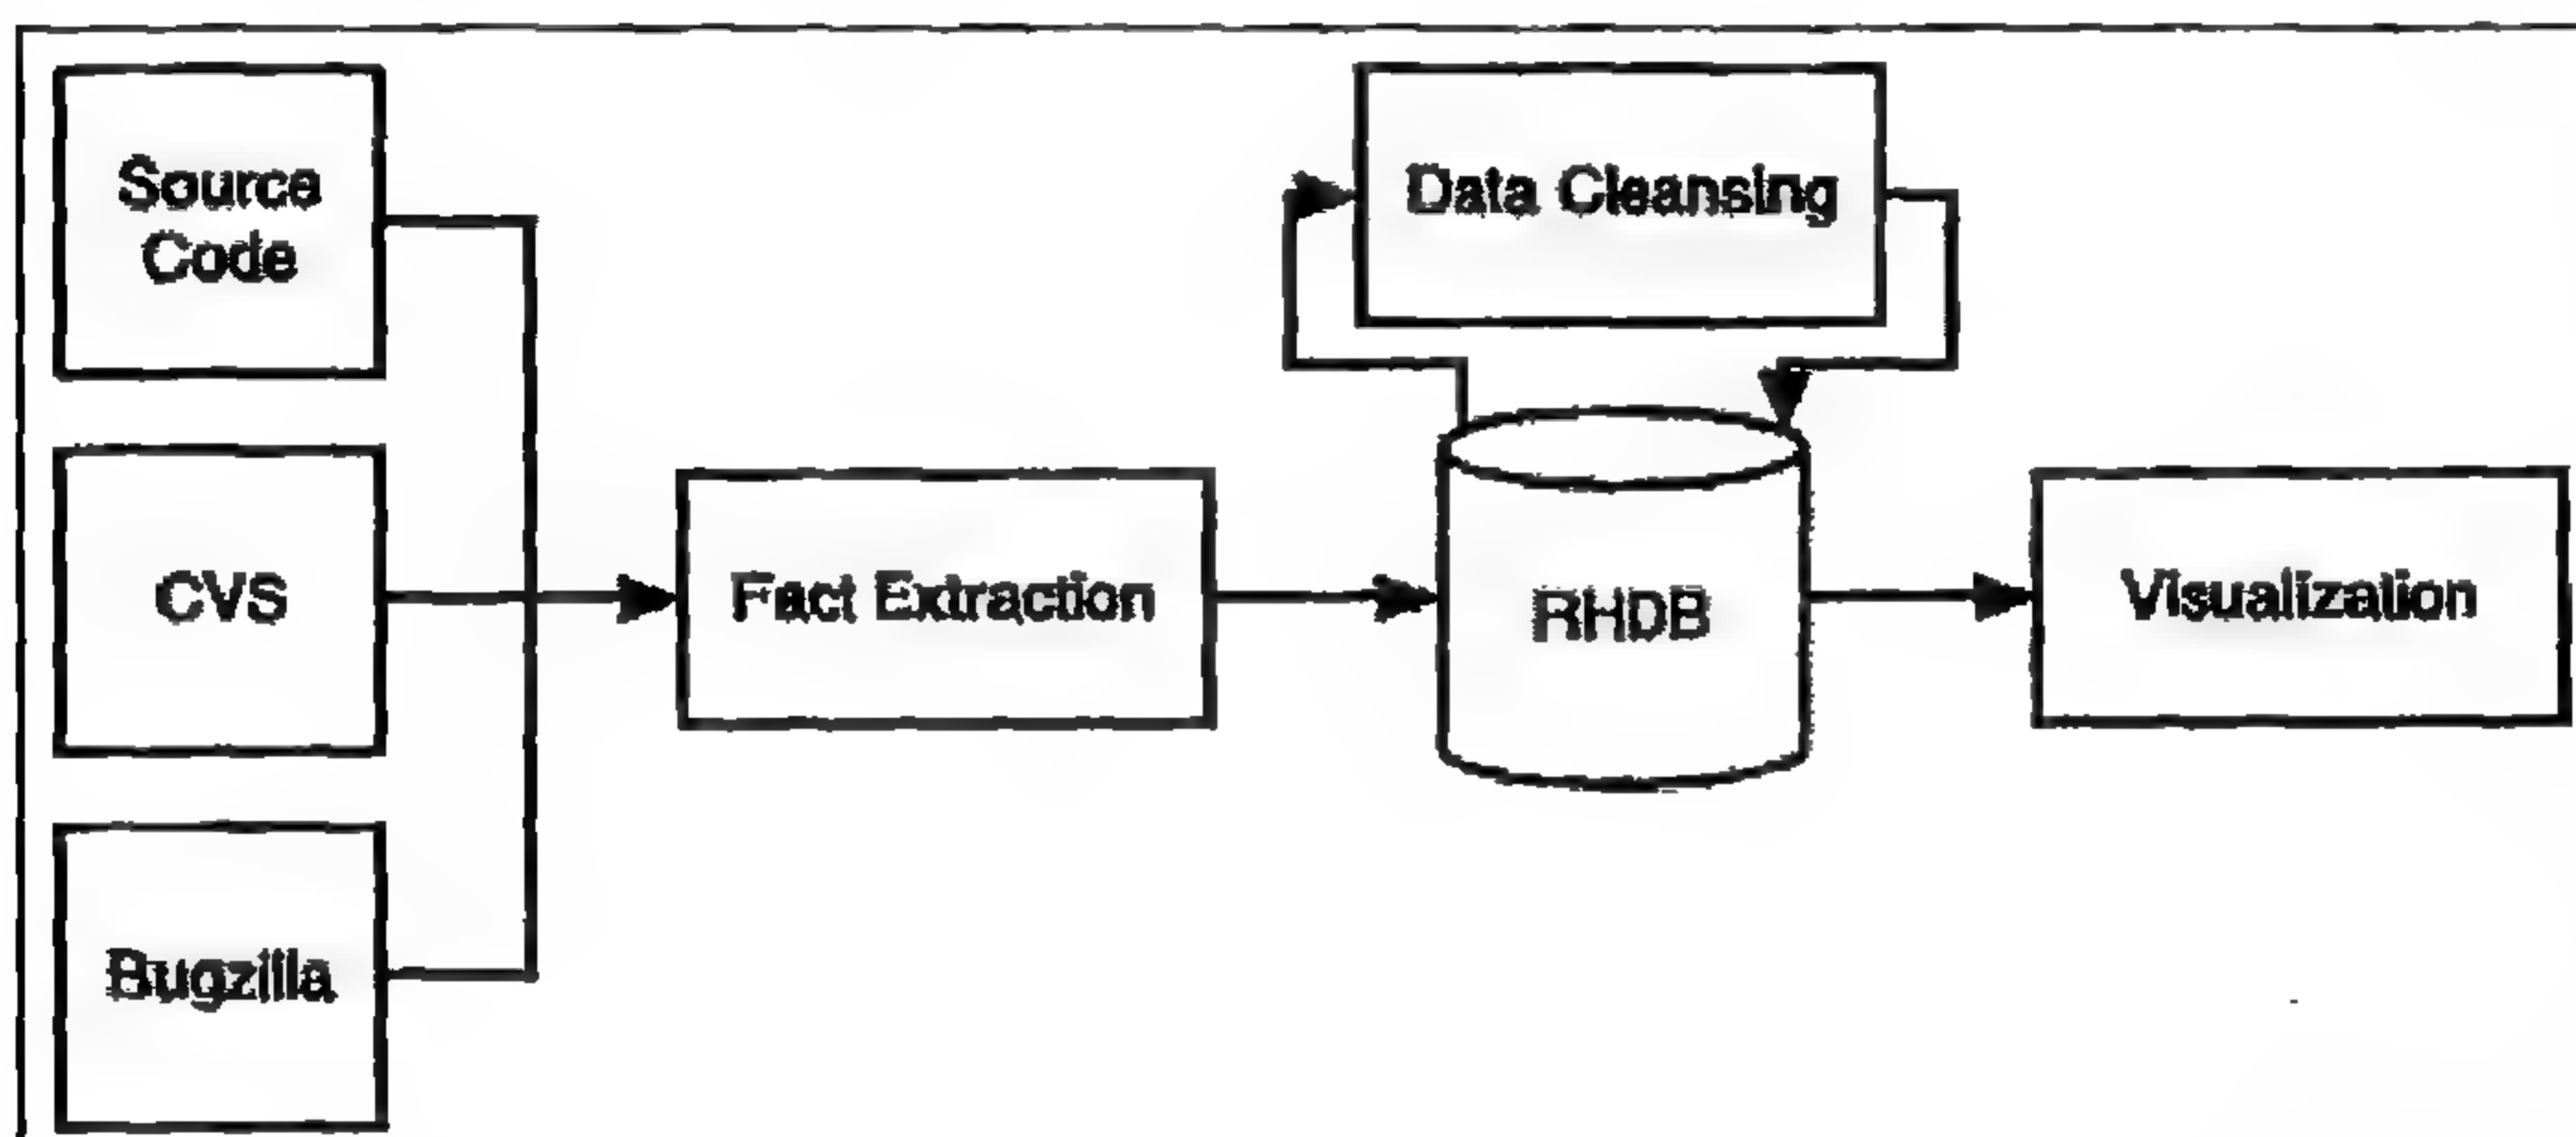 Source
Code
Data Cleansing
CVS
Fact Extraction
RHDB
Visualization
Bugzilla